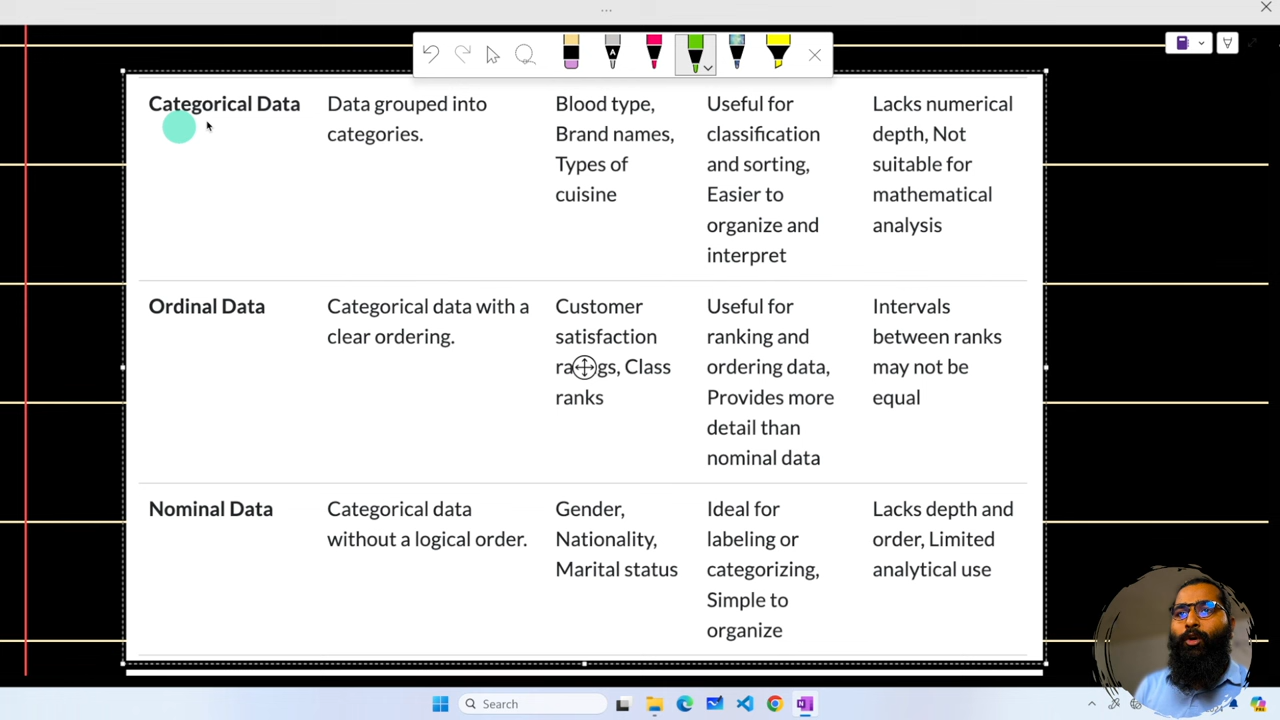 Categorical Data
Data grouped into
categories.
Blood type,
Brand names,
Types of
cuisine
Useful for
classification
and sorting,
Easier to
organize and
interpret
Lacks numerical
depth, Not
suitable for
mathematical
analysis
Ordinal Data
Categorical data with a
clear ordering.
Customer
satisfaction
Class
ranks
Useful for
ranking and
ordering data,
Provides more
detail than
nominal data
Intervals
between ranks
may not be
equal
Nominal Data
Categorical data
without a logical order.
Gender,
Nationality,
Marital status
Ideal for
labeling or
categorizing,
Simple to
organize
Lacks depth and
order, Limited
analytical use
Search